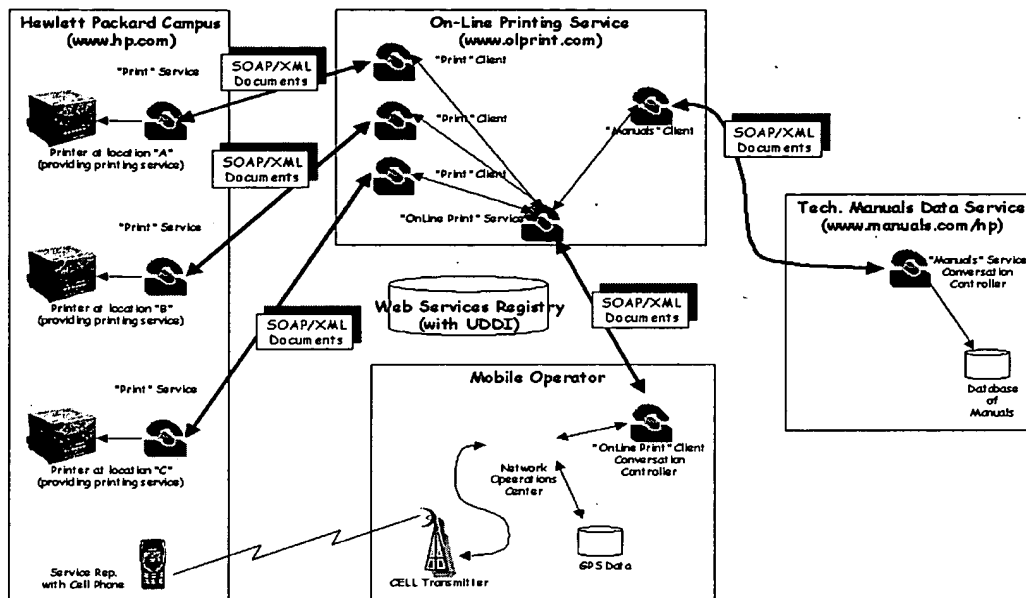 Hewlett Packard Campus
(www.hp.com)
"Print" Service
Printer at location "A"
(providing printing service)
"Print" Service
Printer at location "B"
(providing printing service)
"Print" Service
Printer at location "C"
(providing printing service)
Service Rep.
with Cell Phone
SOAP/XML
Documents
SOAP/XML
Documents
SOAP/XML
Documents
On-Line Printing Service
(www.olprint.com)
"Print" Client
"Print" Client
"Print" Client
"Manuals" Client
"OnLine Print" Service
SOAP/XML
Documents
Tech. Manuals Data Service
(www.manuals.com/hp)
"Manuals" Service
Conversation
Controller
Database
of
Manuals
Web Services Registry
(with UDDI)
SOAP/XML
Documents
Mobile Operator
"OnLine Print" Client
Conversation
Controller
Network
Operations
Center
GPS Data
CELL Transmitter